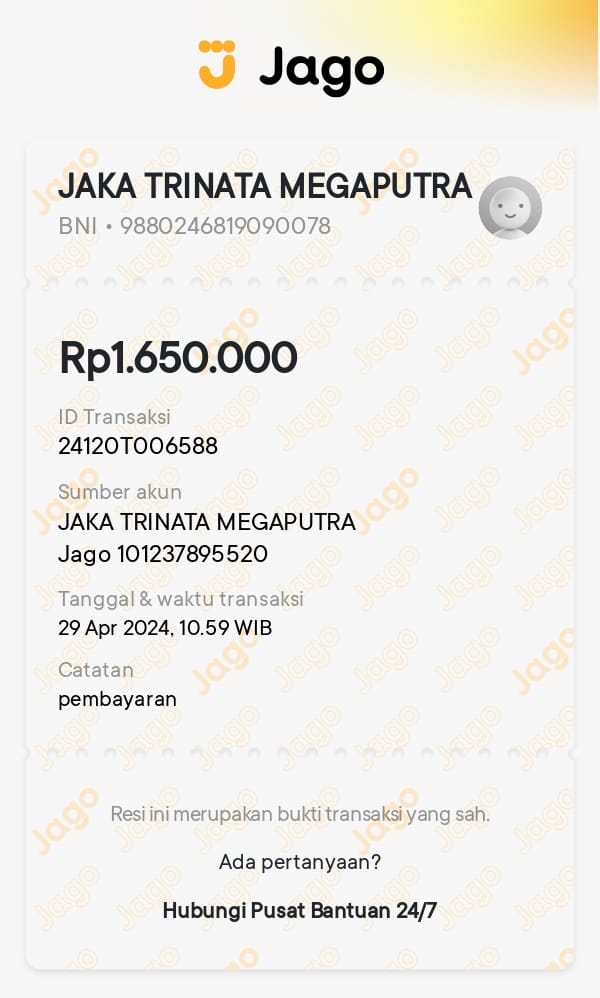 Jago
JAKA TRINATA MEGAPUTRA
BNI • 9880246819090078
Rp1.650.000
ID Transaksi
24120T006588
Sumber akun
JAKA TRINATA MEGAPUTRA
Jago 101237895520
Tanggal & waktu transaksi
29 Apr 2024, 10.59 WIB
Catatan
pembayaran
Resi ini merupakan bukti transaksi yang sah.
Ada pertanyaan?
Hubungi Pusat Bantuan 24/7